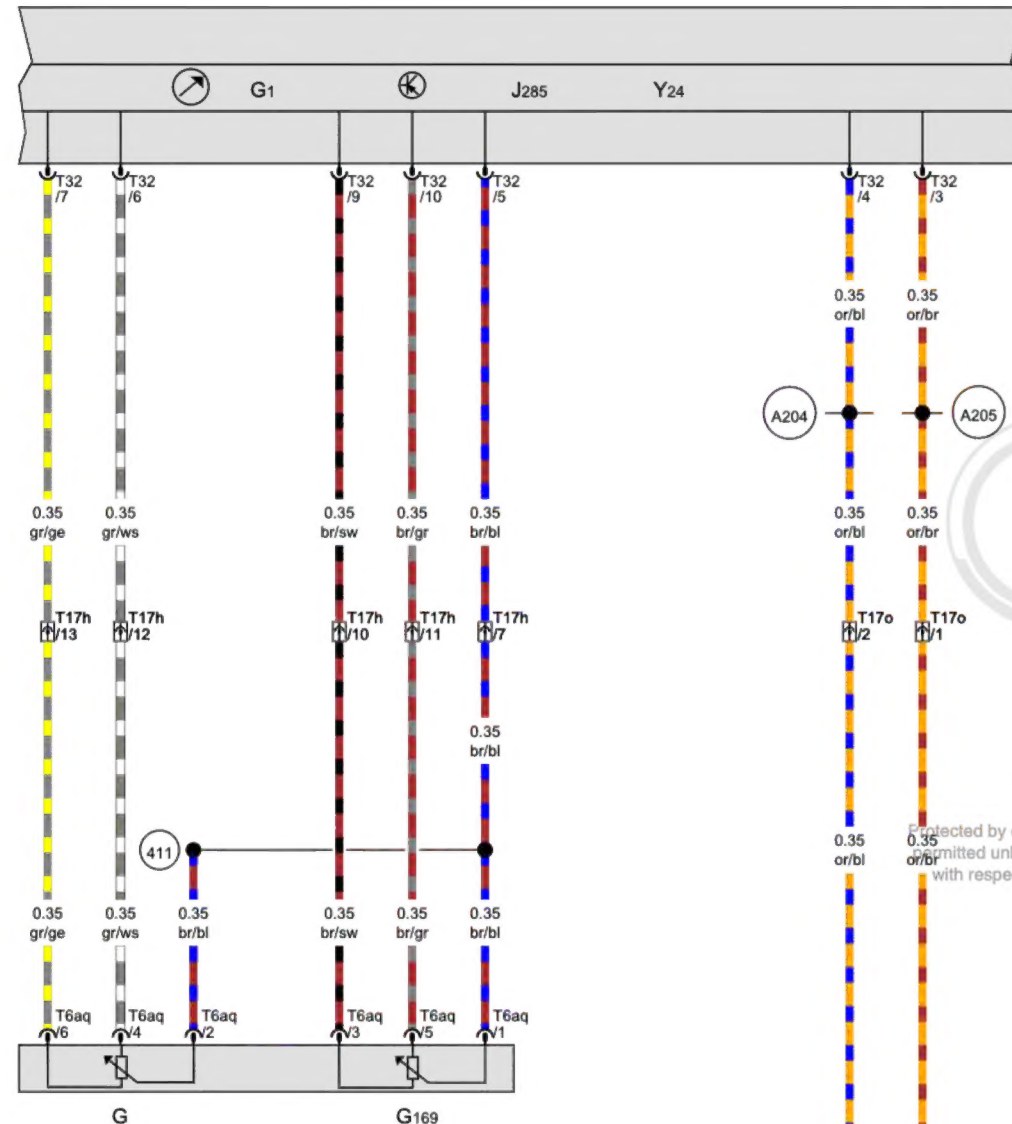 G1 J285 Y24
T32 T32 T32 T32 T32 T32 T32
/7 /6 /9 /10 /5 /4 /3
0.35 0.35
or/bl or/br
A204 A205
0.35 0.35 0.35 0.35 0.35 0.35 0.35
gr/ge gr/ws br/sw br/gr br/bl or/bl or/br
T17h T17h T17h T17h T17h T17o T17o
/13 /12 /10 /11 /7 /2 /1
0.35
br/bl
Protected by
411 0.35 0.35 permitted
or/bl or/br with
0.35 0.35 0.35 0.35 0.35 0.35
gr/ge gr/ws br/bl br/sw br/gr br/bl
T6aq T6aq T6aq T6aq T6aq T6aq
/6 /4 /2 /3 /5 /1
G G169